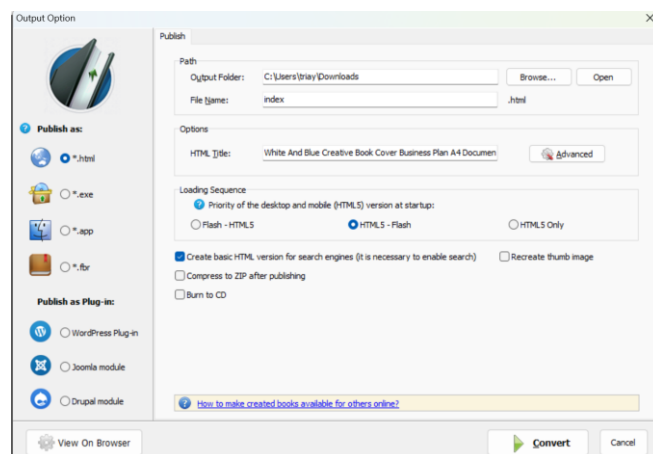 Output Option
Publish
Path
Output Folder: C:\Users\triay\Downloads Browse... Open
File Name: index .html
Publish as:
Options
*.html
HTML Title: White And Blue Creative Book Cover Business Plan A4 Documen Advanced
*.exe
Loading Sequence
Priority of the desktop and mobile (HTML5) version at startup:
*.app
Flash - HTML5 HTML5 - Flash HTML5 Only
Create basic HTML version for search engines (it is necessary to enable search) Recreate thumb image
*.fbr
Compress to ZIP after publishing
Burn to CD
Publish as Plug-in:
WordPress Plug-in
Joomla module
Drupal module
How to make created books available for others online?
View On Browser Convert Cancel